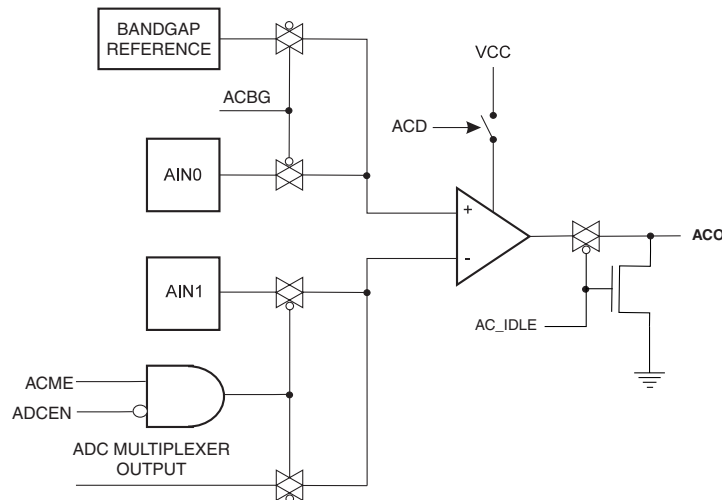 BANDGAP
REFERENCE
VCC
ACBG
ACD
AIN0
+
-
ACO
AIN1
AC_IDLE
ACME
ADCEN
ADC MULTIPLEXER
OUTPUT